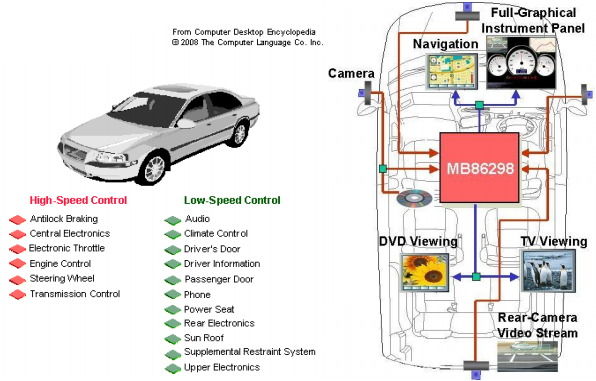 From Computer Desktop Encyclopedia
© 2008 The Computer Language Co. Inc.
High-Speed Control
Antilock Braking
Central Electronics
Electronic Throttle
Engine Control
Steering Wheel
Transmission Control
Low-Speed Control
Audio
Climate Control
Driver's Door
Driver Information
Passenger Door
Phone
Power Seat
Rear Electronics
Sun Roof
Supplemental Restraint System
Upper Electronics
Full-Graphical
Instrument Panel
Navigation
Camera
MB86298
DVD Viewing
TV Viewing
Rear-Camera
Video Stream